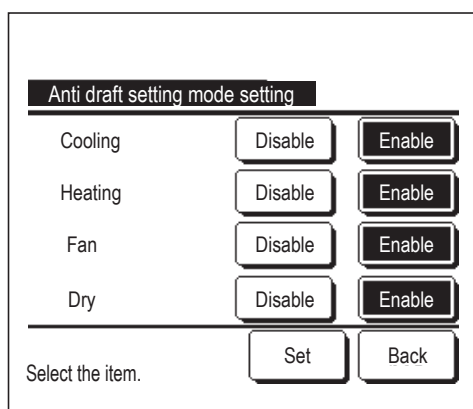 Anti draft setting mode setting
Cooling Disable Enable
Heating Disable Enable
Fan Disable Enable
Dry Disable Enable
Set Back
Select the item.